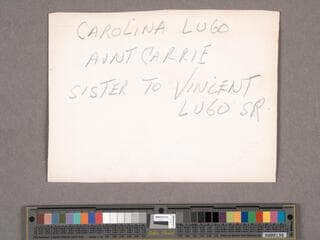 CAROLINA LUGO
AUNT CARRIE
SISTER TO VINCENT
LUGO SR.